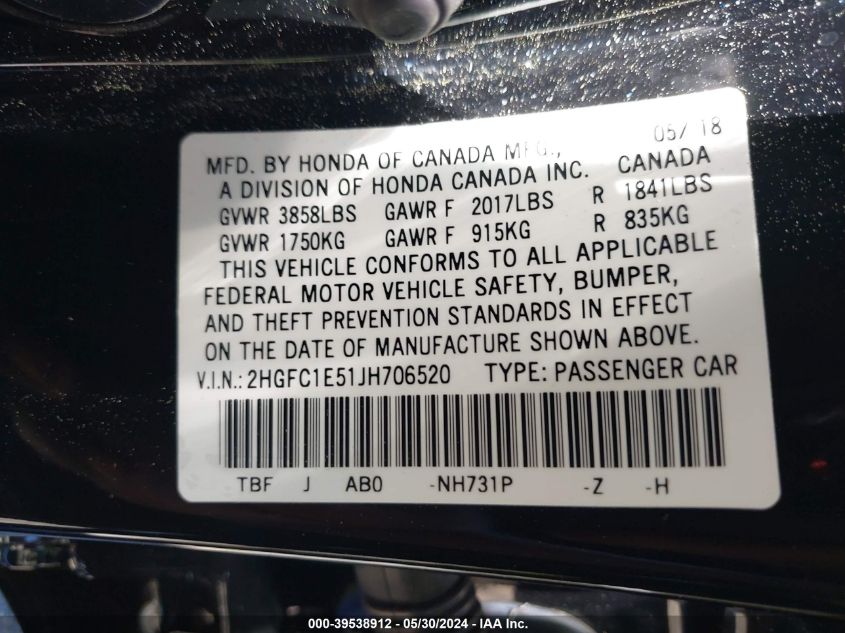 05/ 18
MFD. BY HONDA OF CANADA MFG., CANADA
A DIVISION OF HONDA CANADA INC.
GVWR 3858LBS GAWR F 2017LBS R 1841LBS
GVWR 1750KG GAWR F 915KG R 835KG
THIS VEHICLE CONFORMS TO ALL APPLICABLE
FEDERAL MOTOR VEHICLE SAFETY, BUMPER,
AND THEFT PREVENTION STANDARDS IN EFFECT
ON THE DATE OF MANUFACTURE SHOWN ABOVE.
V.I.N.: 2HGFC1E51JH706520 TYPE: PASSENGER CAR
TBF J AB0 -NH731P -Z -H
000-39538912 - 05/30/2024 - IAA Inc.